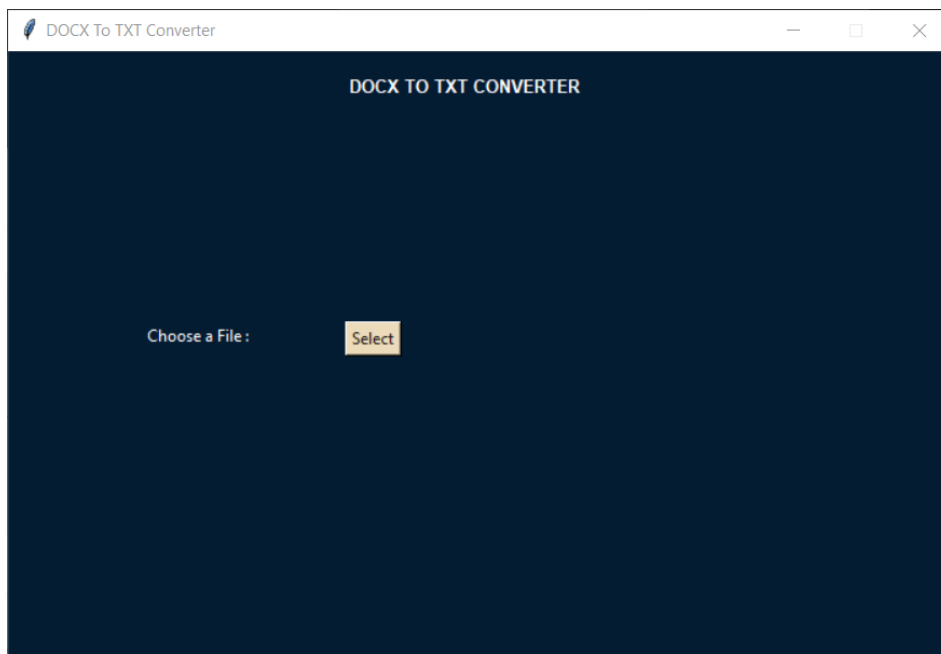 DOCX To TXT Converter
DOCX TO TXT CONVERTER
Choose a File : Select